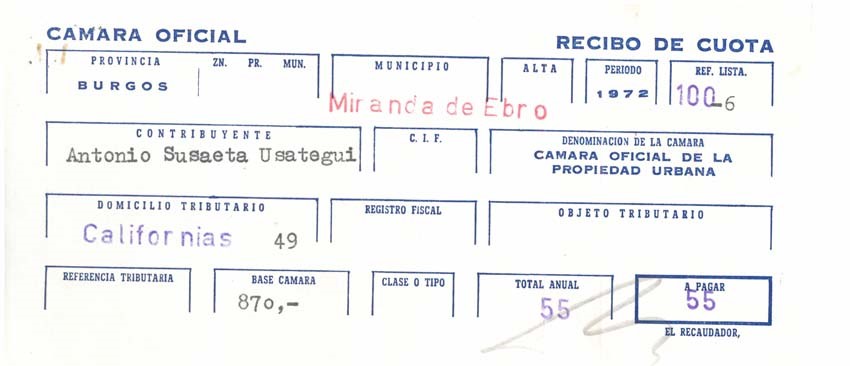 CAMARA OFICIAL
RECIBO DE CUOTA
PROVINCIA ZN. PR. MUN.
BURGOS
MUNICIPIO
Miranda de Ebro
ALTA
PERIODO
1972
REF. LISTA.
100-6
CONTRIBUYENTE
Antonio Susaeta Usategui
C. I. F.
DENOMINACION DE LA CAMARA
CAMARA OFICIAL DE LA
PROPIEDAD URBANA
DOMICILIO TRIBUTARIO
Californias 49
REGISTRO FISCAL
OBJETO TRIBUTARIO
REFERENCIA TRIBUTARIA
BASE CAMARA
870,-
CLASE O TIPO
TOTAL ANUAL
55
A PAGAR
55
EL RECAUDADOR,